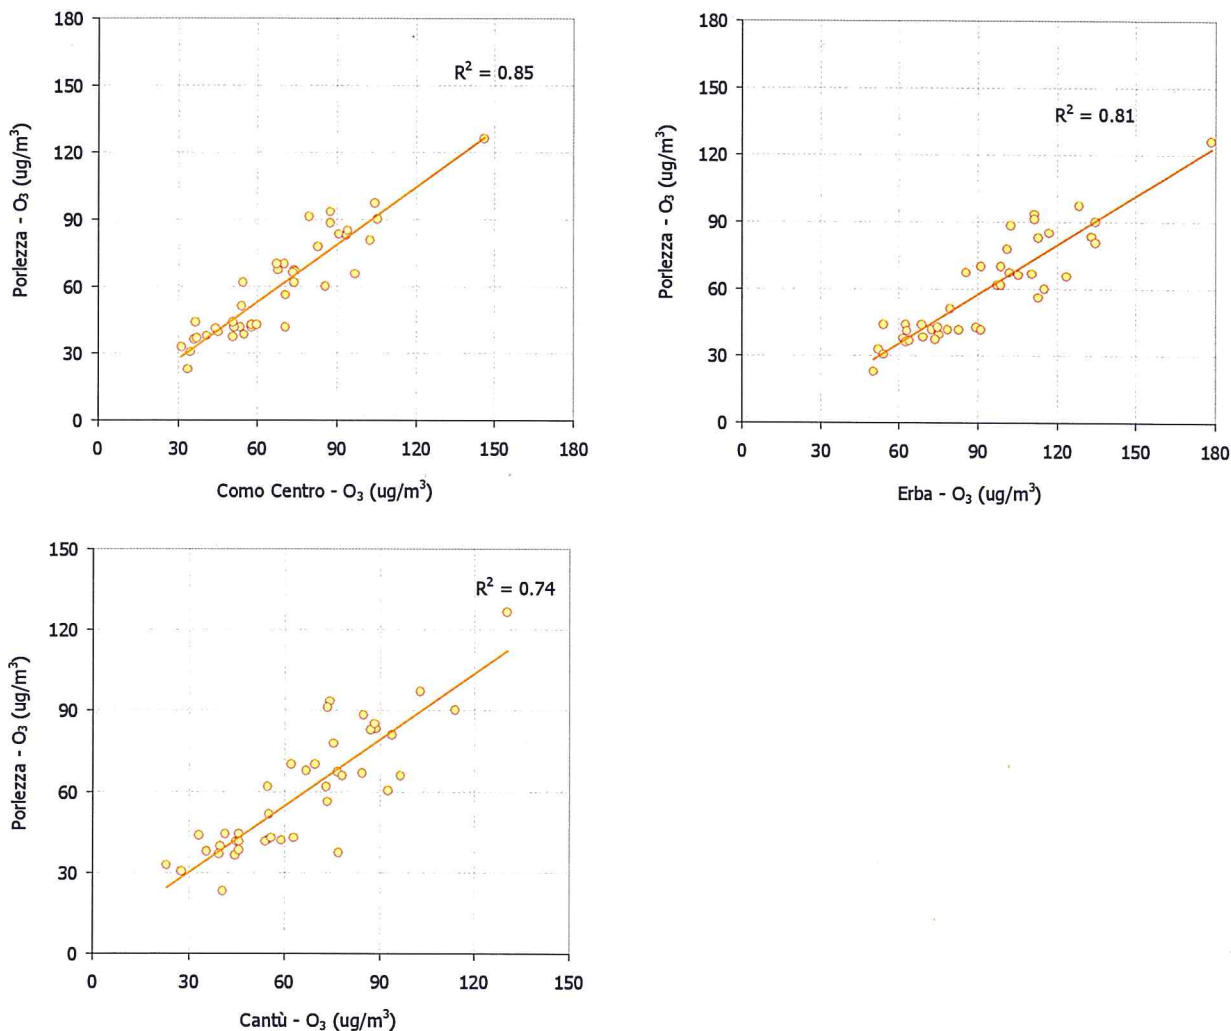 180
150
120
90
60
30
0
Porlezza - O₃ (ug/m³)
R² = 0.85
0 30 60 90 120 150 180
Como Centro - O₃ (ug/m³)
180
150
120
90
60
30
0
Porlezza - O₃ (ug/m³)
R² = 0.81
0 30 60 90 120 150 180
Erba - O₃ (ug/m³)
150
120
90
60
30
0
Porlezza - O₃ (ug/m³)
R² = 0.74
0 30 60 90 120 150
Cantù - O₃ (ug/m³)